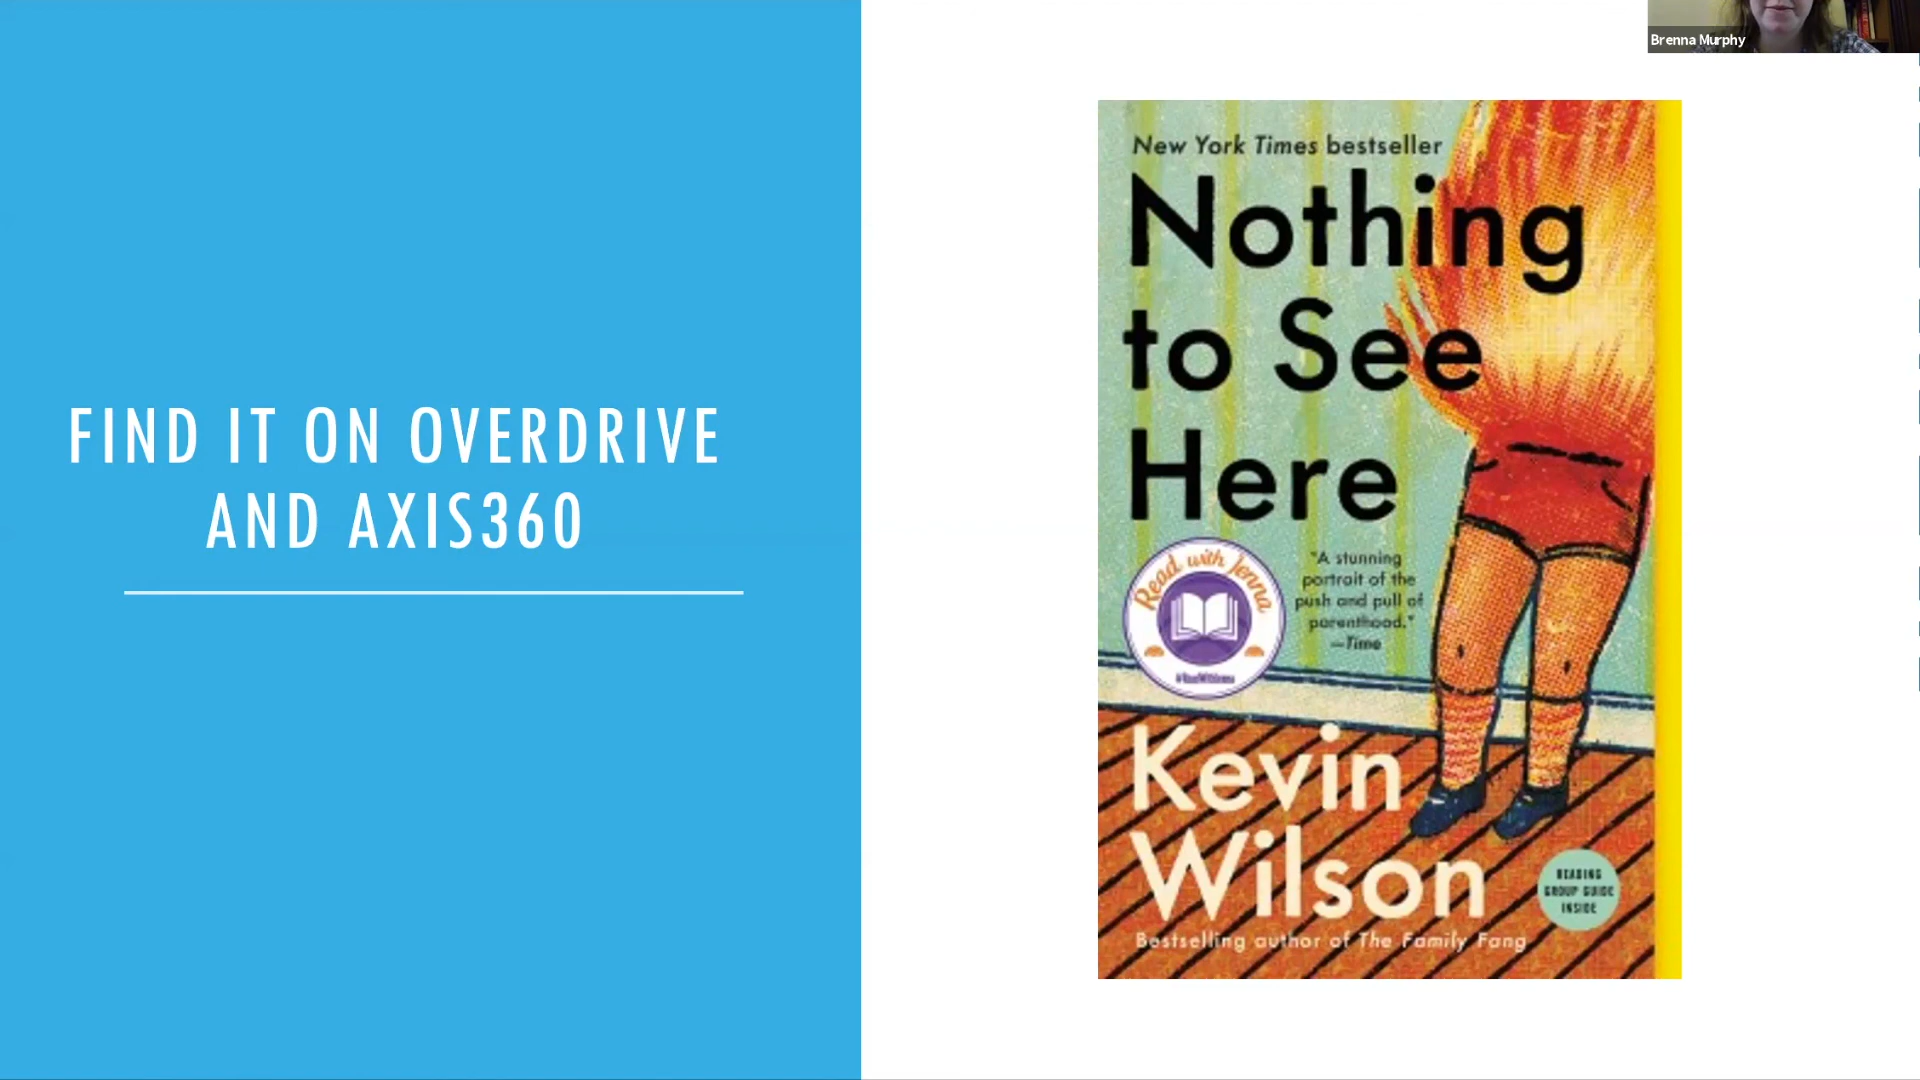 FIND IT ON OVERDRIVE
AND AXIS360
Brenna Murphy
New York Times bestseller
Nothing
to See
Here
Read with Jenna
#ReadWithJenna
"A stunning
portrait of the
push and pull of
parenthood."
—Time
Kevin
Wilson
READING
GROUP GUIDE
INSIDE
Bestselling author of The Family Fang